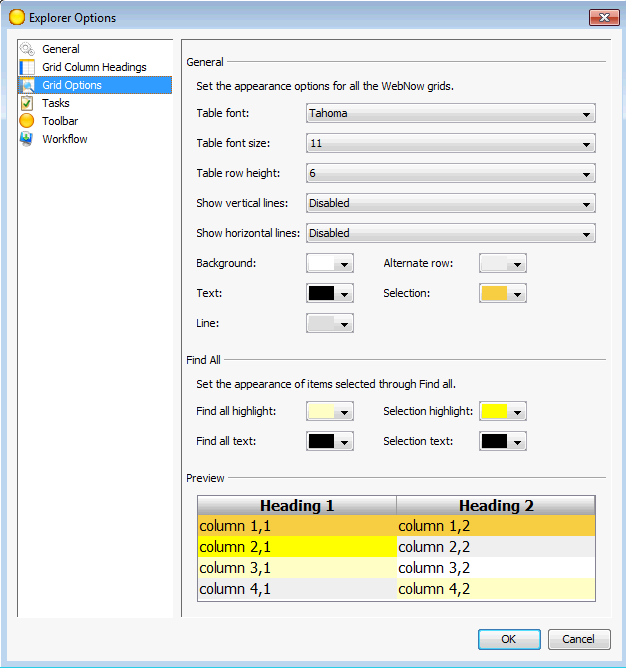 Explorer Options
General
Grid Column Headings
Grid Options
Tasks
Toolbar
Workflow
General
Set the appearance options for all the WebNow grids.
Table font: Tahoma
Table font size: 11
Table row height: 6
Show vertical lines: Disabled
Show horizontal lines: Disabled
Background: Alternate row:
Text: Selection:
Line:
Find All
Set the appearance of items selected through Find all.
Find all highlight: Selection highlight:
Find all text: Selection text:
Preview
Heading 1 Heading 2
column 1,1 column 1,2
column 2,1 column 2,2
column 3,1 column 3,2
column 4,1 column 4,2
OK Cancel